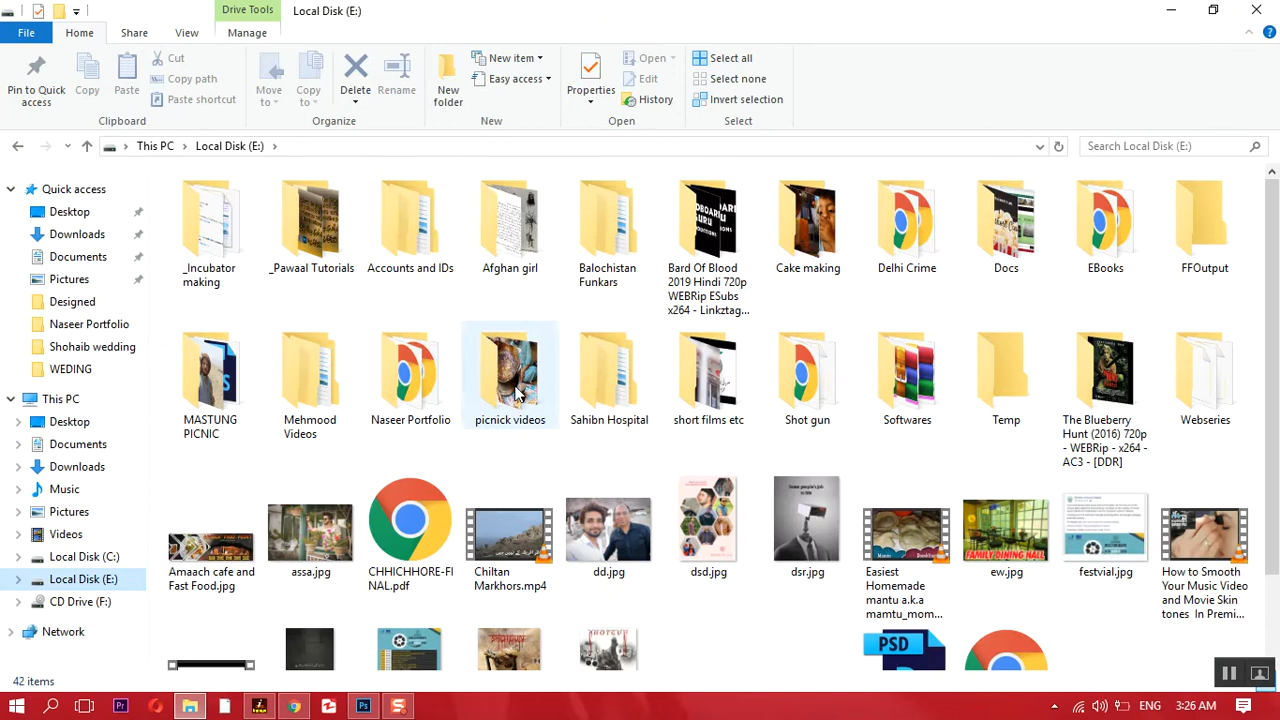 Drive Tools
Local Disk (E:)
File
Home
Share
View
Manage
Pin to Quick access
Copy
Paste
Cut
Copy path
Paste shortcut
Move to
Copy to
Delete
Rename
New folder
New item
Easy access
Properties
Open
Edit
History
Select all
Select none
Invert selection
Clipboard
Organize
New
Open
Select
This PC
Local Disk (E:)
Search Local Disk (E:)
Quick access
Desktop
Downloads
Documents
Pictures
Designed
Naseer Portfolio
Shohaib wedding
WEDING
This PC
Desktop
Documents
Downloads
Music
Pictures
Videos
Local Disk (C:)
Local Disk (E:)
CD Drive (F:)
Network
_Incubator
making
_Pawaal Tutorials
Accounts and IDs
Afghan girl
Balochistan
Funkars
Bard Of Blood
2019 Hindi 720p
WEBRip ESubs
x264 - Linkztag...
Cake making
Delhi Crime
Docs
EBooks
FFOutput
MASTUNG
PICNIC
Mehmood
Videos
Naseer Portfolio
picnick videos
Sahibn Hospital
short films etc
Shot gun
Softwares
Temp
The Blueberry
Hunt (2016) 720p
- WEBRip - x264 -
AC3 - [DDR]
Webseries
Amaach cafe and
Fast Food.jpg
assa.jpg
CHHICHHORE-FI
NAL.pdf
Chiltan
Markhors.mp4
dd.jpg
dsd.jpg
dsr.jpg
Easiest
Homemade
mantu a.k.a
mamtu_mom...
FAMILY DINING HALL
ew.jpg
festvial.jpg
How to Smooth
Your Music Video
and Movie Skin
tones In Premi...
PSD
42 items
ENG
3:26 AM